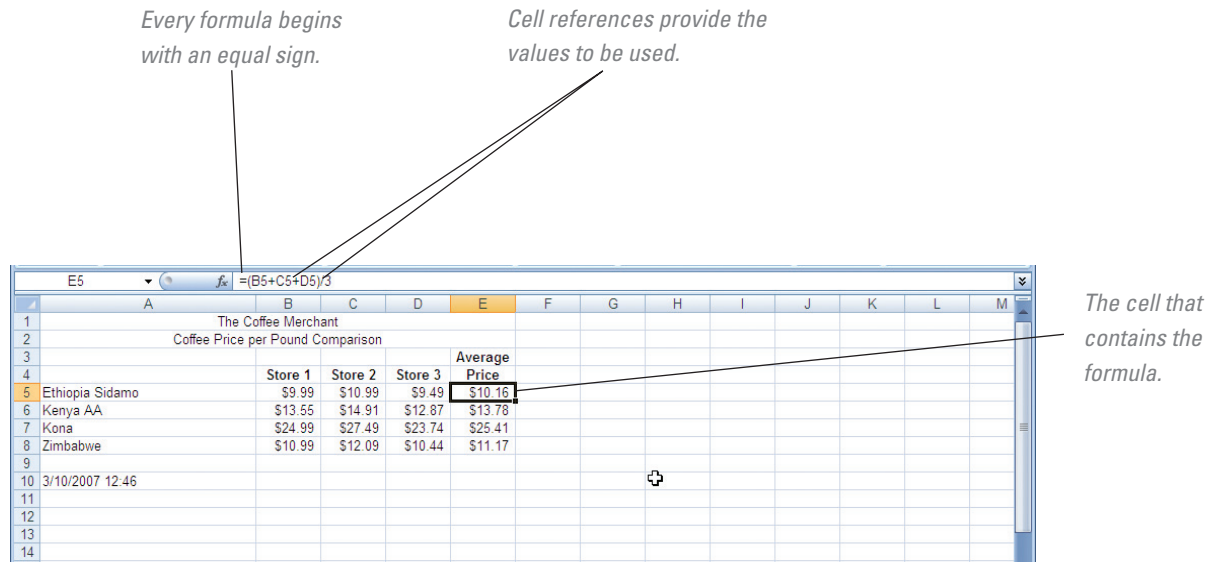 Every formula begins
with an equal sign.
Cell references provide the
values to be used.
E5 fx =(B5+C5+D5)/3
A B C D E F G H I J K L M
1 The Coffee Merchant
2 Coffee Price per Pound Comparison
3 Average
4 Store 1 Store 2 Store 3 Price
5 Ethiopia Sidamo $9.99 $10.99 $9.49 $10.16
6 Kenya AA $13.55 $14.91 $12.87 $13.78
7 Kona $24.99 $27.49 $23.74 $25.41
8 Zimbabwe $10.99 $12.09 $10.44 $11.17
9
10 3/10/2007 12:46
11
12
13
14
The cell that
contains the
formula.